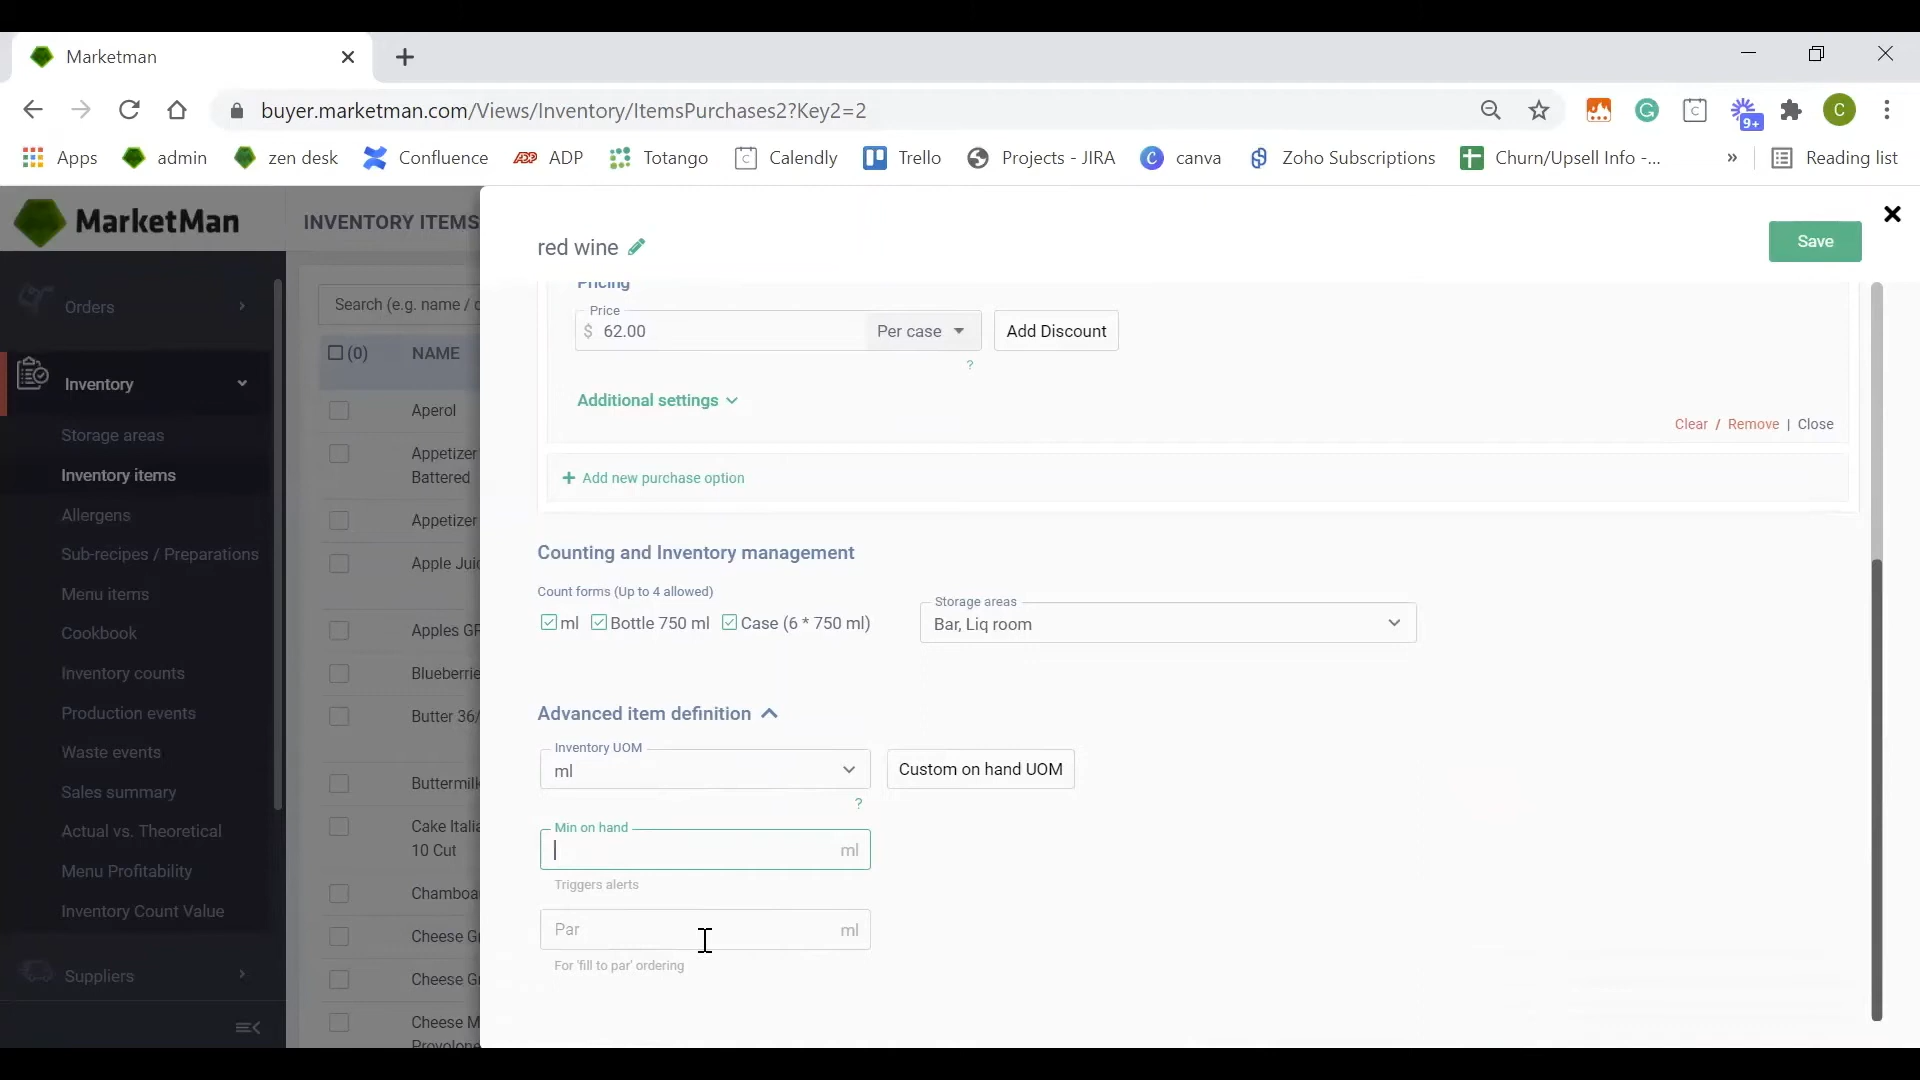 Marketman
buyer.marketman.com/Views/Inventory/ItemsPurchases2?Key2=2
9+
C
Apps
admin
zen desk
Confluence
ADP
Totango
Calendly
Trello
Projects - JIRA
canva
Zoho Subscriptions
Churn/Upsell Info -...
»
Reading list
MarketMan
INVENTORY ITEMS
red wine
Save
Orders
Search (e.g. name / c
Pricing
Price
$ 62.00
Per case
Add Discount
?
(0)
NAME
Inventory
Additional settings
Clear / Remove | Close
Storage areas
Inventory items
Allergens
Sub-recipes / Preparations
Menu items
Cookbook
Inventory counts
Production events
Waste events
Sales summary
Actual vs. Theoretical
Menu Profitability
Inventory Count Value
Suppliers
Aperol
Appetizer
Battered
Appetizer
Apple Jui
Apples GR
Blueberrie
Butter 36/
Buttermilk
Cake Italia
10 Cut
Chamboa
Cheese G
Cheese G
Cheese M
Provolone
Add new purchase option
Counting and Inventory management
Count forms (Up to 4 allowed)
ml
Bottle 750 ml
Case (6 * 750 ml)
Storage areas
Bar, Liq room
Advanced item definition
Inventory UOM
ml
Custom on hand UOM
?
Min on hand
ml
Triggers alerts
Par
ml
For 'fill to par' ordering